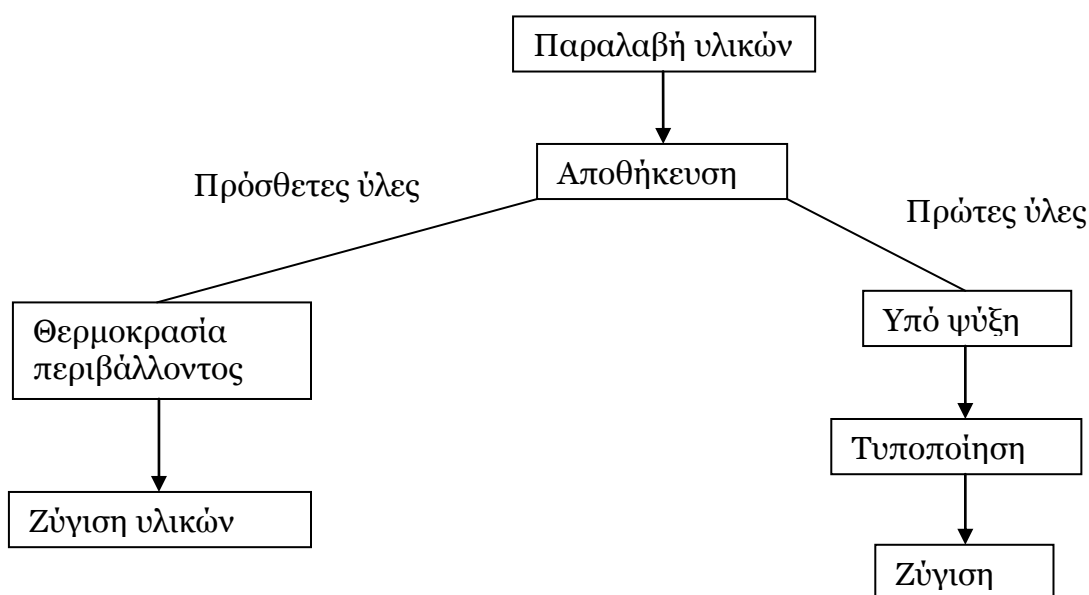 Παραλαβή υλικών
Αποθήκευση
Πρόσθετες ύλες
Πρώτες ύλες
Θερμοκρασία
περιβάλλοντος
Υπό ψύξη
Τυποποίηση
Ζύγιση υλικών
Ζύγιση